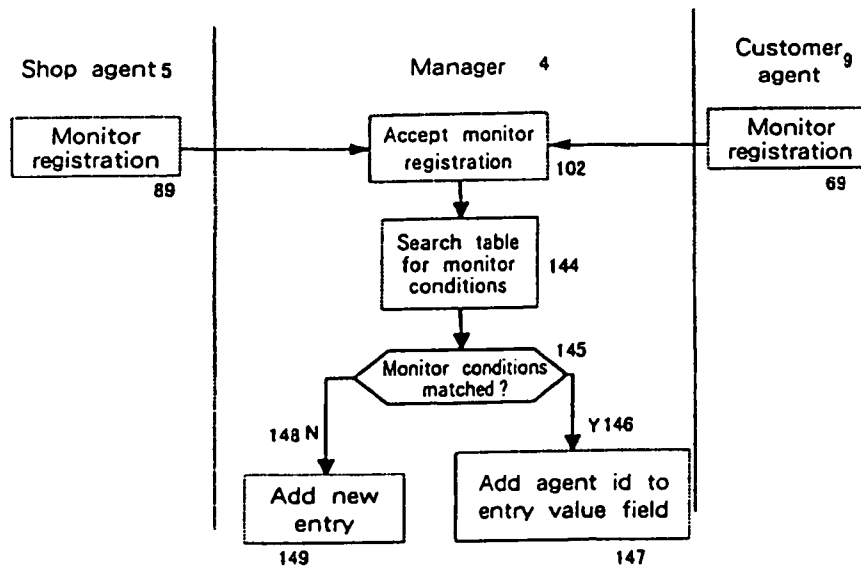 Shop agent 5
Manager 4
Customer 9
agent
Monitor
registration
89
Accept monitor
registration
102
Monitor
registration
69
Search table
for monitor
conditions
144
Monitor conditions
matched?
145
148 N
Y 146
Add new
entry
149
Add agent id to
entry value field
147